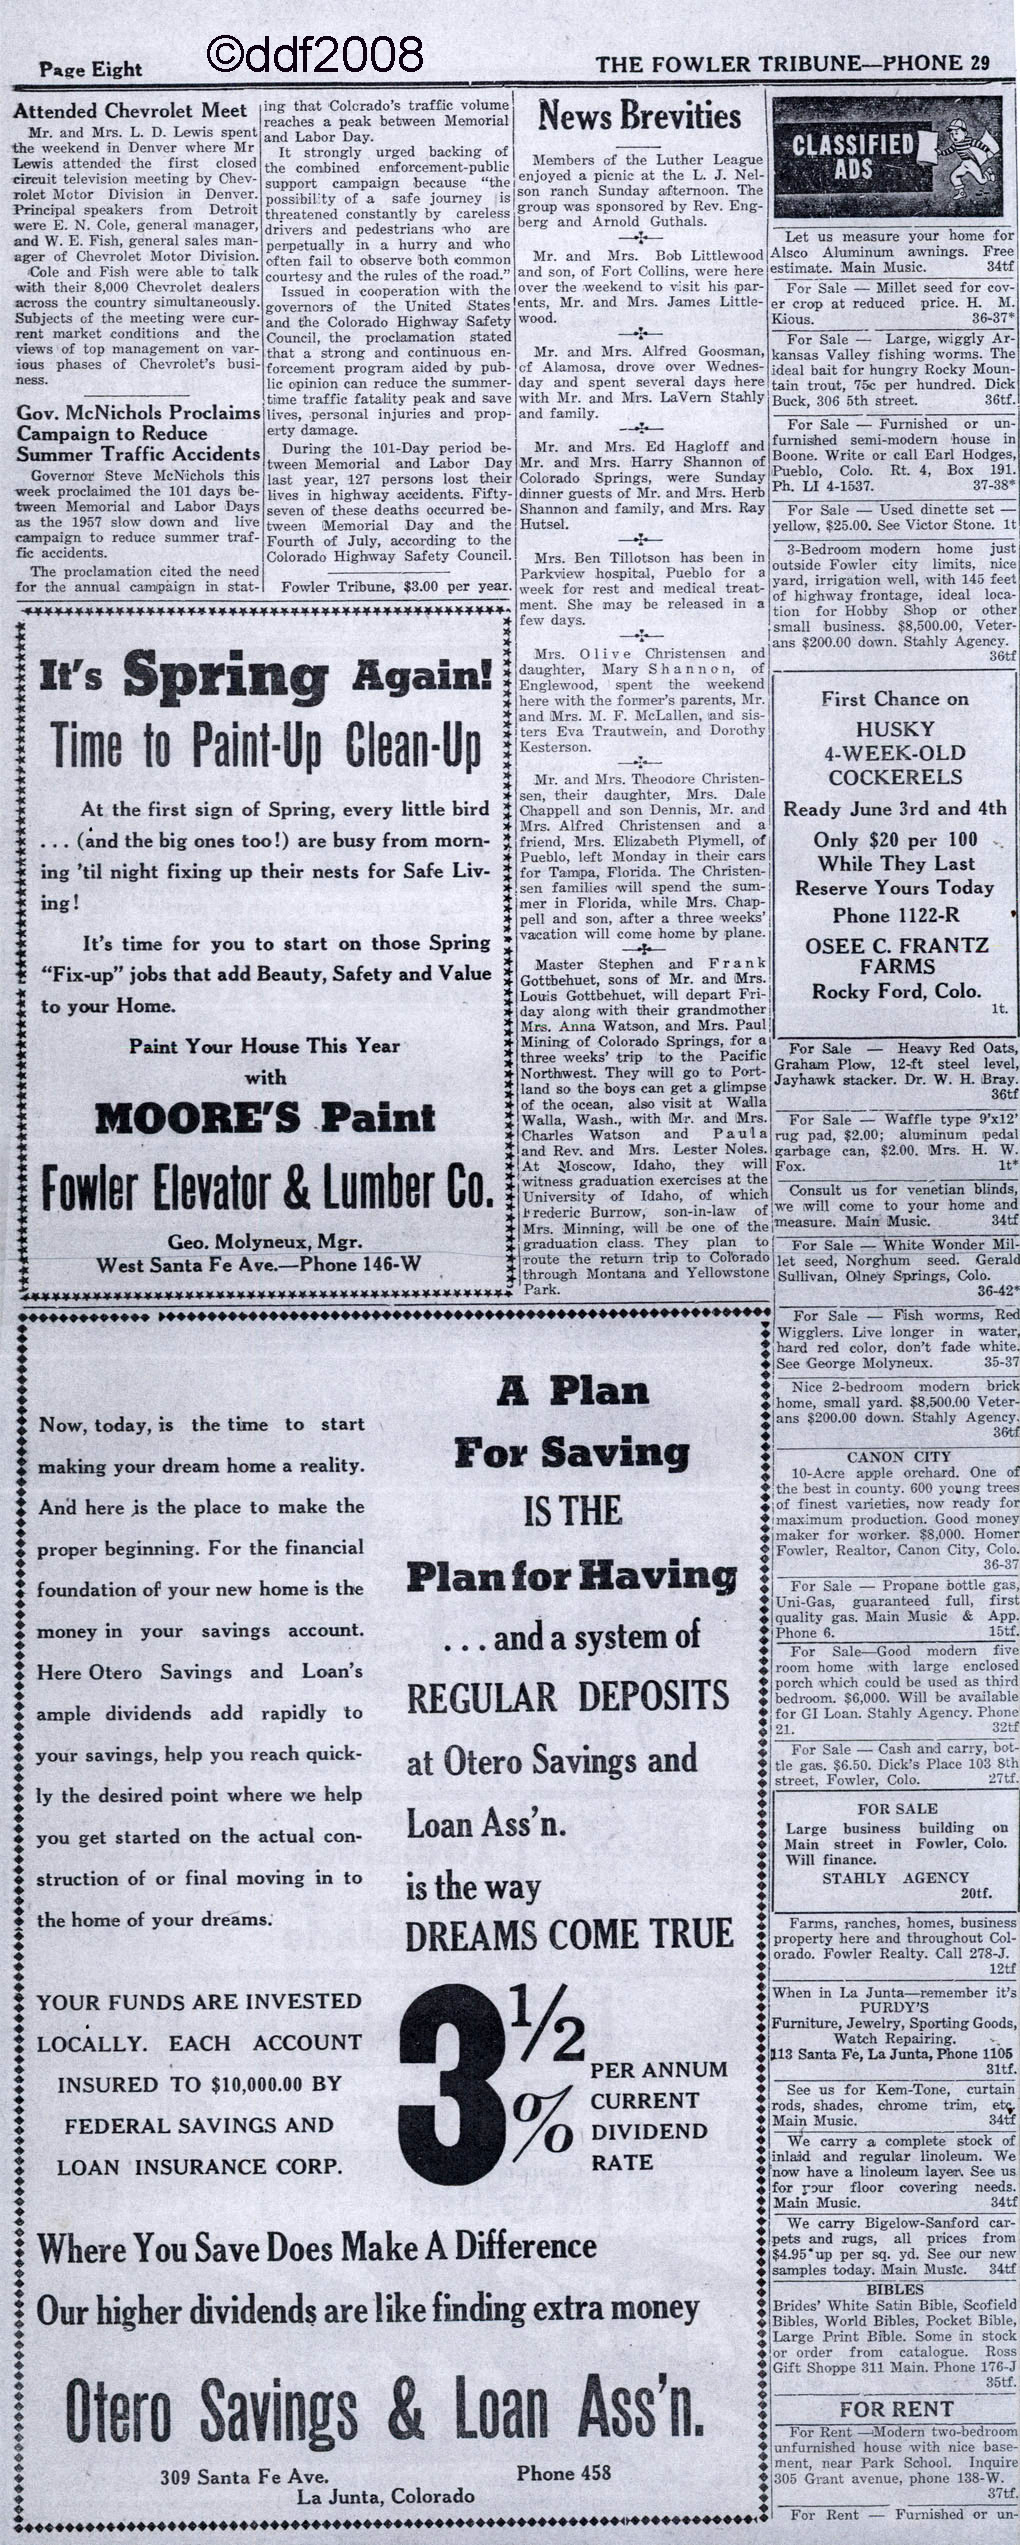 ©ddf2008
Page Eight
THE FOWLER TRIBUNE—PHONE 29
Attended Chevrolet Meet
Mr. and Mrs. L. D. Lewis spent
the weekend in Denver where Mr
Lewis attended the first closed
circuit television meeting by Chev-
rolet Motor Division in Denver.
Principal speakers from Detroit
were E. N. Cole, general manager,
and W. E. Fish, general sales man-
ager of Chevrolet Motor Division.
Cole and Fish were able to talk
with their 8,000 Chevrolet dealers
across the country simultaneously.
Subjects of the meeting were cur-
rent market conditions and the
views of top management on var-
ious phases of Chevrolet's busi-
ness.
Gov. McNichols Proclaims
Campaign to Reduce
Summer Traffic Accidents
Governor Steve McNichols this
week proclaimed the 101 days be-
tween Memorial and Labor Days
as the 1957 slow down and live
campaign to reduce summer traf-
fic accidents.
The proclamation cited the need
for the annual campaign in stat-
ing that Colorado's traffic volume
reaches a peak between Memorial
and Labor Day.
It strongly urged backing of
the combined enforcement-public
support campaign because "the
possibility of a safe journey is
threatened constantly by careless
drivers and pedestrians who are
perpetually in a hurry and who
often fail to observe both common
courtesy and the rules of the road."
Issued in cooperation with the
governors of the United States
and the Colorado Highway Safety
Council, the proclamation stated
that a strong and continuous en-
forcement program aided by pub-
lic opinion can reduce the summer-
time traffic fatality peak and save
lives, personal injuries and prop-
erty damage.
During the 101-Day period be-
tween Memorial and Labor Day
last year, 127 persons lost their
lives in highway accidents. Fifty-
seven of these deaths occurred be-
tween Memorial Day and the
Fourth of July, according to the
Colorado Highway Safety Council.
Fowler Tribune, $3.00 per year.
It's Spring Again!
Time to Paint-Up Clean-Up
At the first sign of Spring, every little bird
... (and the big ones too!) are busy from morn-
ing 'til night fixing up their nests for Safe Liv-
ing!
It's time for you to start on those Spring
"Fix-up" jobs that add Beauty, Safety and Value
to your Home.
Paint Your House This Year
with
MOORE'S Paint
Fowler Elevator & Lumber Co.
Geo. Molyneux, Mgr.
West Santa Fe Ave.—Phone 146-W
News Brevities
Members of the Luther League
enjoyed a picnic at the L. J. Nel-
son ranch Sunday afternoon. The
group was sponsored by Rev. Eng-
berg and Arnold Guthals.
Mr. and Mrs. Bob Littlewood
and son, of Fort Collins, were here
over the weekend to visit his par-
ents, Mr. and Mrs. James Little-
wood.
Mr. and Mrs. Alfred Goosman,
of Alamosa, drove over Wednes-
day and spent several days here
with Mr. and Mrs. LaVern Stahly
and family.
Mr. and Mrs. Ed Hagloff and
Mr. and Mrs. Harry Shannon of
Colorado Springs, were Sunday
dinner guests of Mr. and Mrs. Herb
Shannon and family, and Mrs. Ray
Hutsel.
Mrs. Ben Tillotson has been in
Parkview hospital, Pueblo for a
week for rest and medical treat-
ment. She may be released in a
few days.
Mrs. Olive Christensen and
daughter, Mary Shannon, of
Englewood, spent the weekend
here with the former's parents, Mr.
and Mrs. M. F. McLallen, and sis-
ters Eva Trautwein, and Dorothy
Kesterson.
Mr. and Mrs. Theodore Christen-
sen, their daughter, Mrs. Dale
Chappell and son Dennis, Mr. and
Mrs. Alfred Christensen and a
friend, Mrs. Elizabeth Plymell, of
Pueblo, left Monday in their cars
for Tampa, Florida. The Christen-
sen families will spend the sum-
mer in Florida, while Mrs. Chap-
pell and son, after a three weeks'
vacation will come home by plane.
Master Stephen and Frank
Gottbehuet, sons of Mr. and Mrs.
Louis Gottbehuet, will depart Fri-
day along with their grandmother
Mrs. Anna Watson, and Mrs. Paul
Mining of Colorado Springs, for a
three weeks' trip to the Pacific
Northwest. They will go to Port-
land so the boys can get a glimpse
of the ocean, also visit at Walla
Walla, Wash., with Mr. and Mrs.
Charles Watson and Paula
and Rev. and Mrs. Lester Noles.
At Moscow, Idaho, they will
witness graduation exercises at the
University of Idaho, of which
Frederic Burrow, son-in-law of
Mrs. Minning, will be one of the
graduation class. They plan to
route the return trip to Colorado
through Montana and Yellowstone
Park.
Now, today, is the time to start
making your dream home a reality.
And here is the place to make the
proper beginning. For the financial
foundation of your new home is the
money in your savings account.
Here Otero Savings and Loan's
ample dividends add rapidly to
your savings, help you reach quick-
ly the desired point where we help
you get started on the actual con-
struction of or final moving in to
the home of your dreams.
YOUR FUNDS ARE INVESTED
LOCALLY. EACH ACCOUNT
INSURED TO $10,000.00 BY
FEDERAL SAVINGS AND
LOAN INSURANCE CORP.
A Plan
For Saving
IS THE
Plan for Having
... and a system of
REGULAR DEPOSITS
at Otero Savings and
Loan Ass'n.
is the way
DREAMS COME TRUE
3 1/2 %
PER ANNUM
CURRENT
DIVIDEND
RATE
Where You Save Does Make A Difference
Our higher dividends are like finding extra money
Otero Savings & Loan Ass'n.
309 Santa Fe Ave. Phone 458
La Junta, Colorado
CLASSIFIED
ADS
Let us measure your home for
Alsco Aluminum awnings. Free
estimate. Main Music. 34tf
For Sale — Millet seed for cov-
er crop at reduced price. H. M.
Kious. 36-37*
For Sale — Large, wiggly Ar-
kansas Valley fishing worms. The
ideal bait for hungry Rocky Moun-
tain trout, 75c per hundred. Dick
Buck, 306 5th street. 36tf.
For Sale — Furnished or un-
furnished semi-modern house in
Boone. Write or call Earl Hodges,
Pueblo, Colo. Rt. 4, Box 191.
Ph. LI 4-1537. 37-38*
For Sale — Used dinette set —
yellow, $25.00. See Victor Stone. 1t
3-Bedroom modern home just
outside Fowler city limits, nice
yard, irrigation well, with 145 feet
of highway frontage, ideal loca-
tion for Hobby Shop or other
small business. $8,500.00, Veter-
ans $200.00 down. Stahly Agency.
36tf
First Chance on
HUSKY
4-WEEK-OLD
COCKERELS
Ready June 3rd and 4th
Only $20 per 100
While They Last
Reserve Yours Today
Phone 1122-R
OSEE C. FRANTZ
FARMS
Rocky Ford, Colo.
1t.
For Sale — Heavy Red Oats,
Graham Plow, 12-ft steel level,
Jayhawk stacker. Dr. W. H. Bray.
36tf
For Sale — Waffle type 9'x12'
rug pad, $2.00; aluminum pedal
garbage can, $2.00. Mrs. H. W.
Fox. 1t*
Consult us for venetian blinds,
we will come to your home and
measure. Main Music. 34tf
For Sale — White Wonder Mil-
let seed, Norghum seed. Gerald
Sullivan, Olney Springs, Colo.
36-42*
For Sale — Fish worms, Red
Wigglers. Live longer in water,
hard red color, don't fade white.
See George Molyneux. 35-37
Nice 2-bedroom modern brick
home, small yard. $8,500.00 Veter-
ans $200.00 down. Stahly Agency.
36tf
CANON CITY
10-Acre apple orchard. One of
the best in county. 600 young trees
of finest varieties, now ready for
maximum production. Good money
maker for worker. $8,000. Homer
Fowler, Realtor, Canon City, Colo.
36-37
For Sale — Propane bottle gas,
Uni-Gas, guaranteed full, first
quality gas. Main Music & App.
Phone 6. 15tf.
For Sale—Good modern five
room home with large enclosed
porch which could be used as third
bedroom. $6,000. Will be available
for GI Loan. Stahly Agency. Phone
21. 32tf
For Sale — Cash and carry, bot-
tle gas. $6.50. Dick's Place 103 8th
street, Fowler, Colo. 27tf.
FOR SALE
Large business building on
Main street in Fowler, Colo.
Will finance.
STAHLY AGENCY
20tf.
Farms, ranches, homes, business
property here and throughout Col-
orado. Fowler Realty. Call 278-J.
12tf
When in La Junta—remember it's
PURDY'S
Furniture, Jewelry, Sporting Goods,
Watch Repairing.
113 Santa Fe, La Junta, Phone 1105
31tf.
See us for Kem-Tone, curtain
rods, shades, chrome trim, etc.
Main Music. 34tf
We carry a complete stock of
inlaid and regular linoleum. We
now have a linoleum layer. See us
for your floor covering needs.
Main Music. 34tf
We carry Bigelow-Sanford car-
pets and rugs, all prices from
$4.95 up per sq. yd. See our new
samples today. Main Music. 34tf
BIBLES
Brides' White Satin Bible, Scofield
Bibles, World Bibles, Pocket Bible,
Large Print Bible. Some in stock
or order from catalogue. Ross
Gift Shoppe 311 Main. Phone 176-J
35tf.
FOR RENT
For Rent —Modern two-bedroom
unfurnished house with nice base-
ment, near Park School. Inquire
305 Grant avenue, phone 138-W.
37tf.
For Rent — Furnished or un-